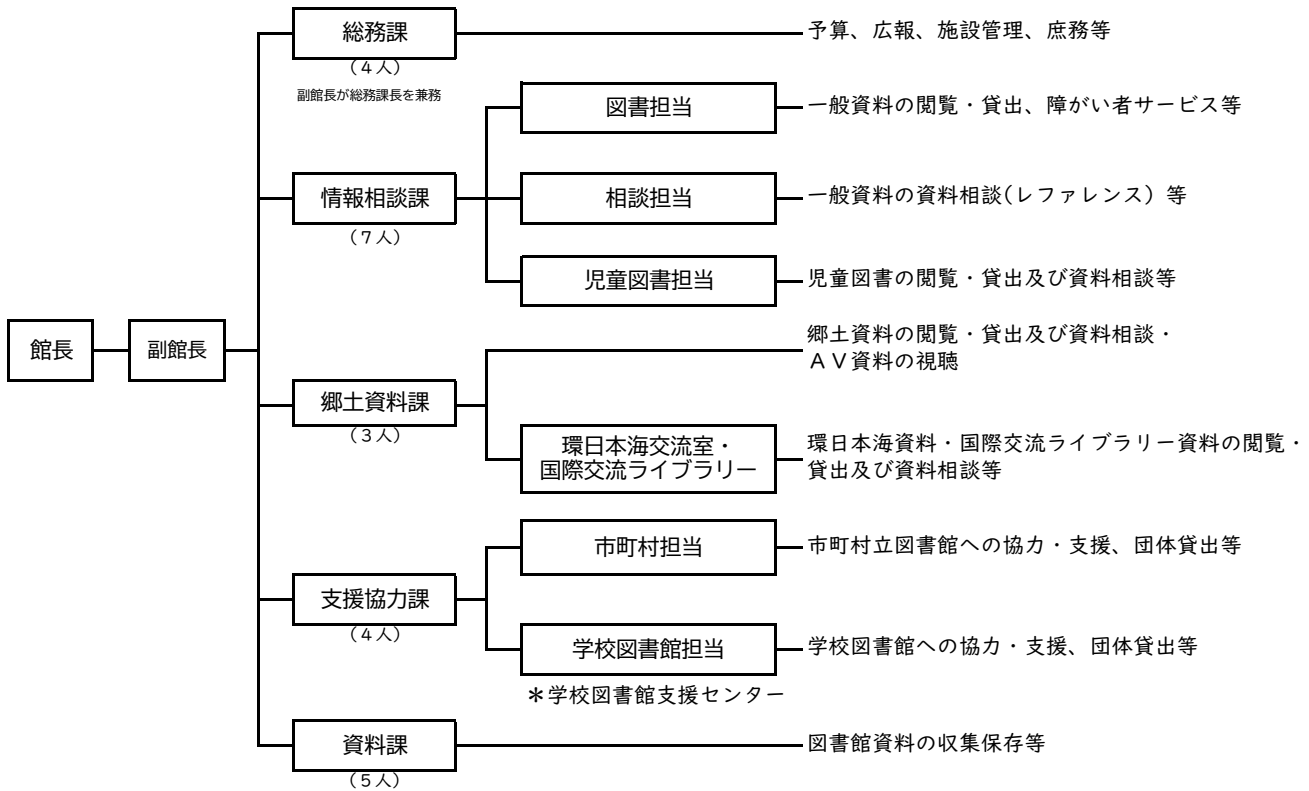 総務課
（4人）
副館長が総務課長を兼務
予算、広報、施設管理、庶務等
情報相談課
（7人）
図書担当
一般資料の閲覧・貸出、障がい者サービス等
相談担当
一般資料の資料相談(レファレンス）等
児童図書担当
児童図書の閲覧・貸出及び資料相談等
館長
副館長
郷土資料課
（3人）
郷土資料の閲覧・貸出及び資料相談・
ＡＶ資料の視聴
環日本海交流室・
国際交流ライブラリー
環日本海資料・国際交流ライブラリー資料の閲覧・
貸出及び資料相談等
支援協力課
（4人）
市町村担当
市町村立図書館への協力・支援、団体貸出等
学校図書館担当
学校図書館への協力・支援、団体貸出等
＊学校図書館支援センター
資料課
（5人）
図書館資料の収集保存等